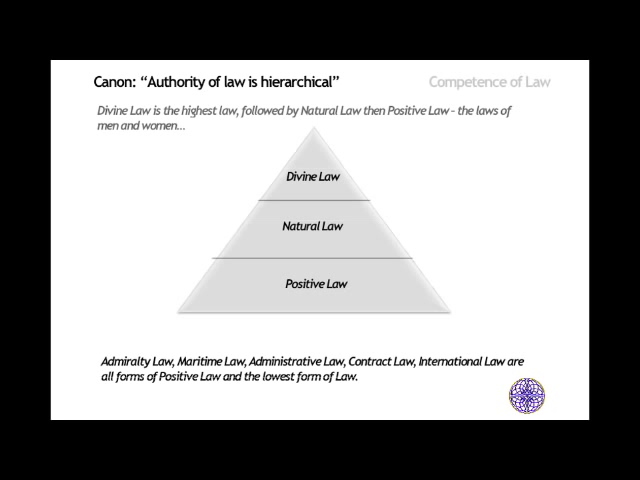 Canon: “Authority of law is hierarchical”
Competence of Law
Divine Law is the highest law, followed by Natural Law then Positive Law – the laws of
men and women…
Divine Law
Natural Law
Positive Law
Admiralty Law, Maritime Law, Administrative Law, Contract Law, International Law are
all forms of Positive Law and the lowest form of Law.